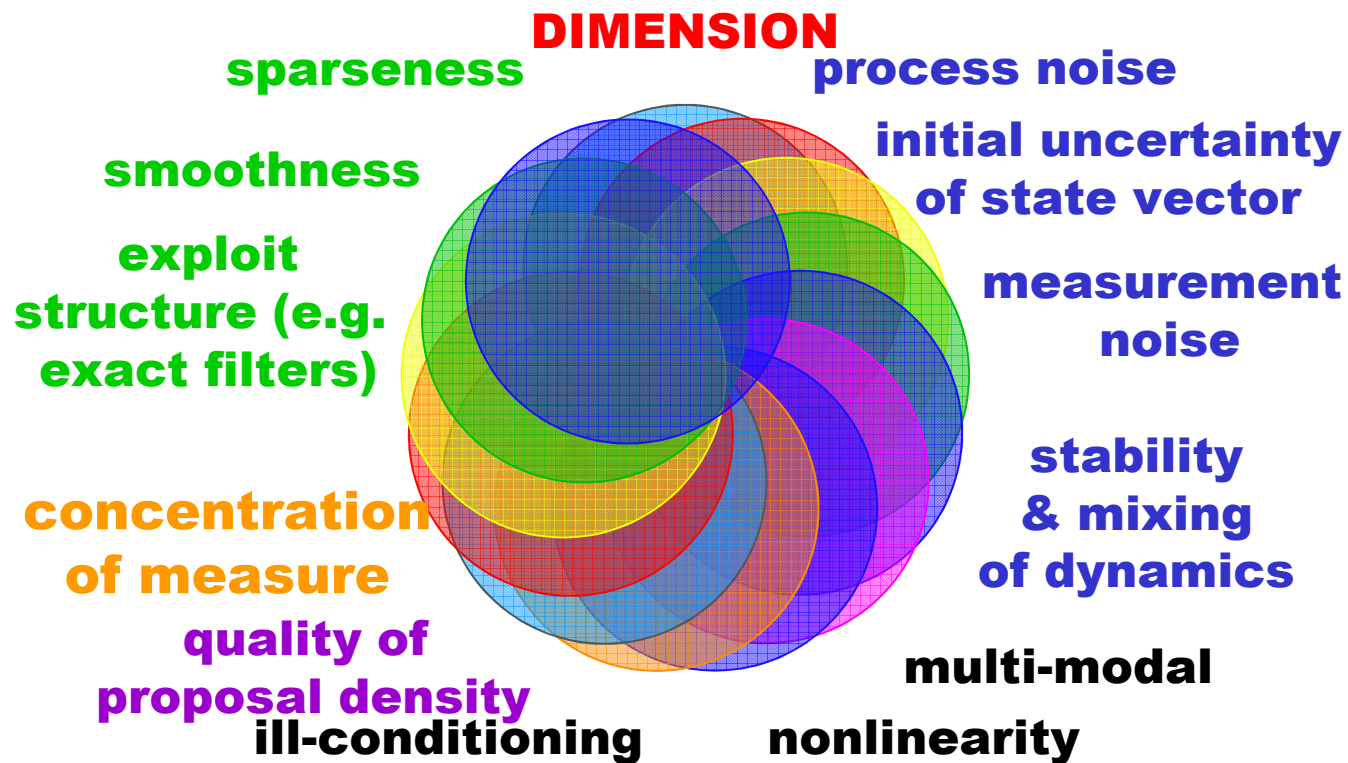 DIMENSION
sparseness
process noise
initial uncertainty
of state vector
smoothness
exploit
structure (e.g.
exact filters)
measurement
noise
stability
& mixing
of dynamics
concentration
of measure
quality of
proposal density
multi-modal
ill-conditioning
nonlinearity